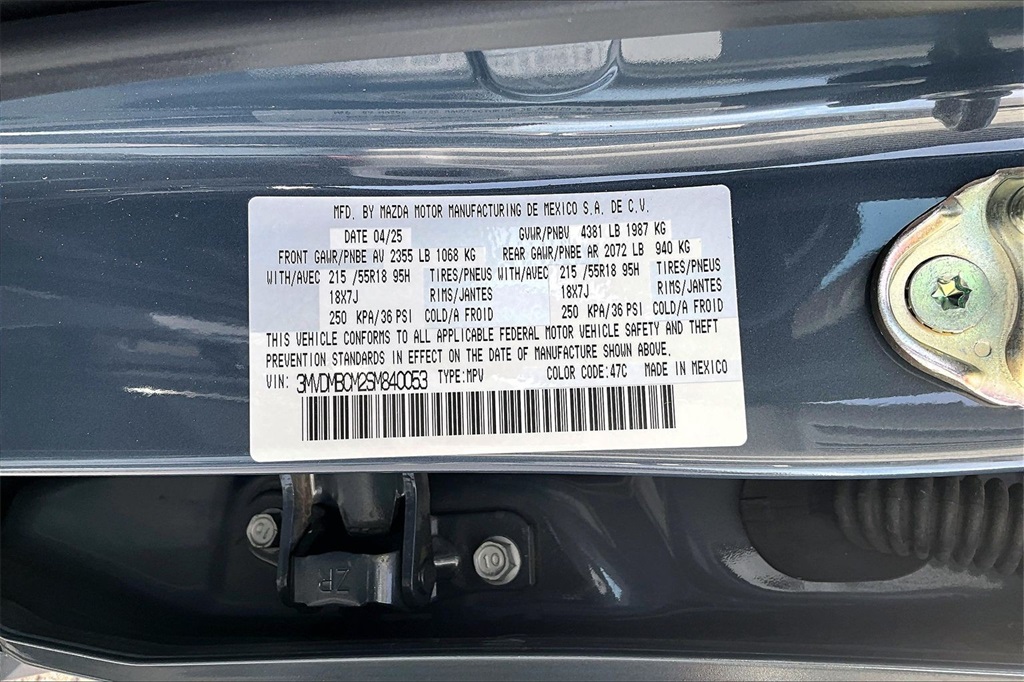 MFD. BY MAZDA MOTOR MANUFACTURING DE MEXICO S.A. DE C.V.
DATE 04/25 GVWR/PNBV 4381 LB 1987 KG
FRONT GAWR/PNBE AV 2355 LB 1068 KG REAR GAWR/PNBE AR 2072 LB 940 KG
WITH/AVEC 215 /55R18 95H TIRES/PNEUS WITH/AVEC 215 /55R18 95H TIRES/PNEUS
18X7J RIMS/JANTES 18X7J RIMS/JANTES
250 KPA/36 PSI COLD/A FROID 250 KPA/36 PSI COLD/A FROID
THIS VEHICLE CONFORMS TO ALL APPLICABLE FEDERAL MOTOR VEHICLE SAFETY AND THEFT
PREVENTION STANDARDS IN EFFECT ON THE DATE OF MANUFACTURE SHOWN ABOVE.
VIN: 3MVDMBCM2SM840053 TYPE:MPV COLOR CODE:47C MADE IN MEXICO
10
ZP